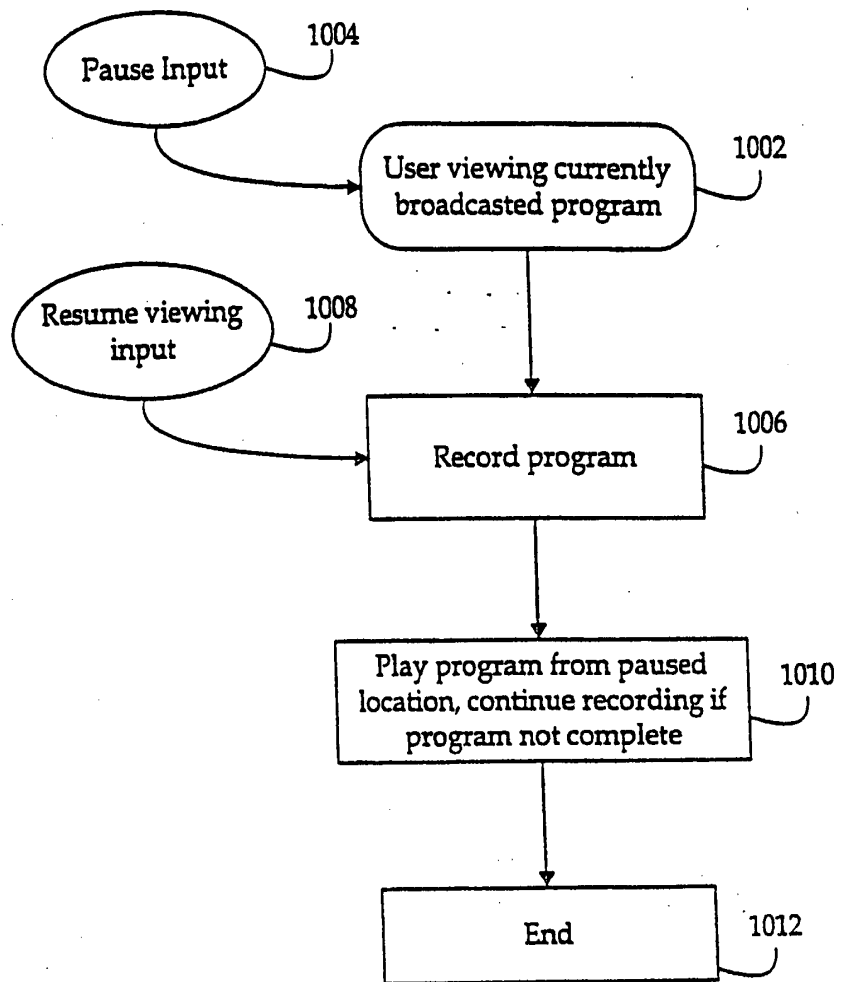 1004
Pause Input
1002
User viewing currently
broadcasted program
1008
Resume viewing
input
1006
Record program
Play program from paused
location, continue recording if
program not complete
1010
End
1012